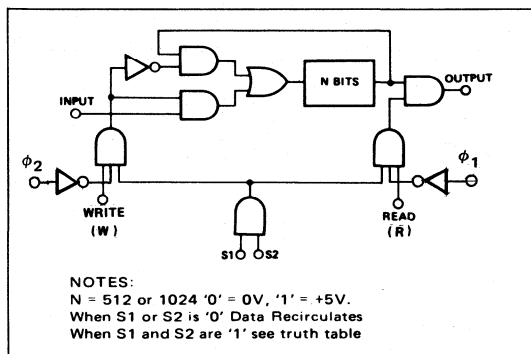 N BITS
OUTPUT
INPUT
ϕ2
ϕ1
WRITE
(W)
READ
(R)
S1 S2
NOTES:
N = 512 or 1024 '0' = 0V, '1' = +5V.
When S1 or S2 is '0' Data Recirculates
When S1 and S2 are '1' see truth table